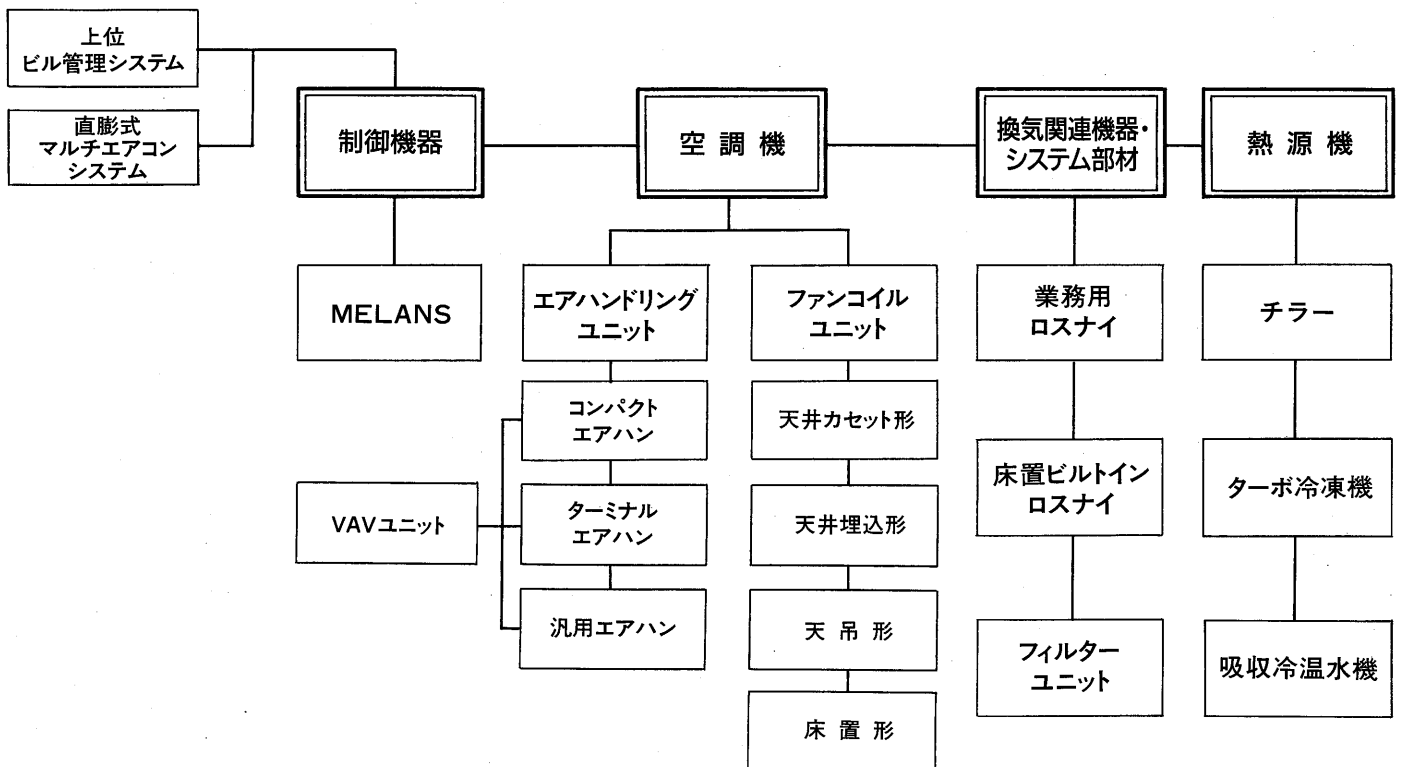 上位
ビル管理システム
直膨式
マルチエアコン
システム
制御機器
空調機
換気関連機器・
システム部材
熱源機
MELANS
エアハンドリング
ユニット
ファンコイル
ユニット
業務用
ロスナイ
チラー
コンパクト
エアハン
天井カセット形
床置ビルトイン
ロスナイ
ターボ冷凍機
VAVユニット
ターミナル
エアハン
天井埋込形
汎用エアハン
天吊形
フィルター
ユニット
吸収冷温水機
床置形